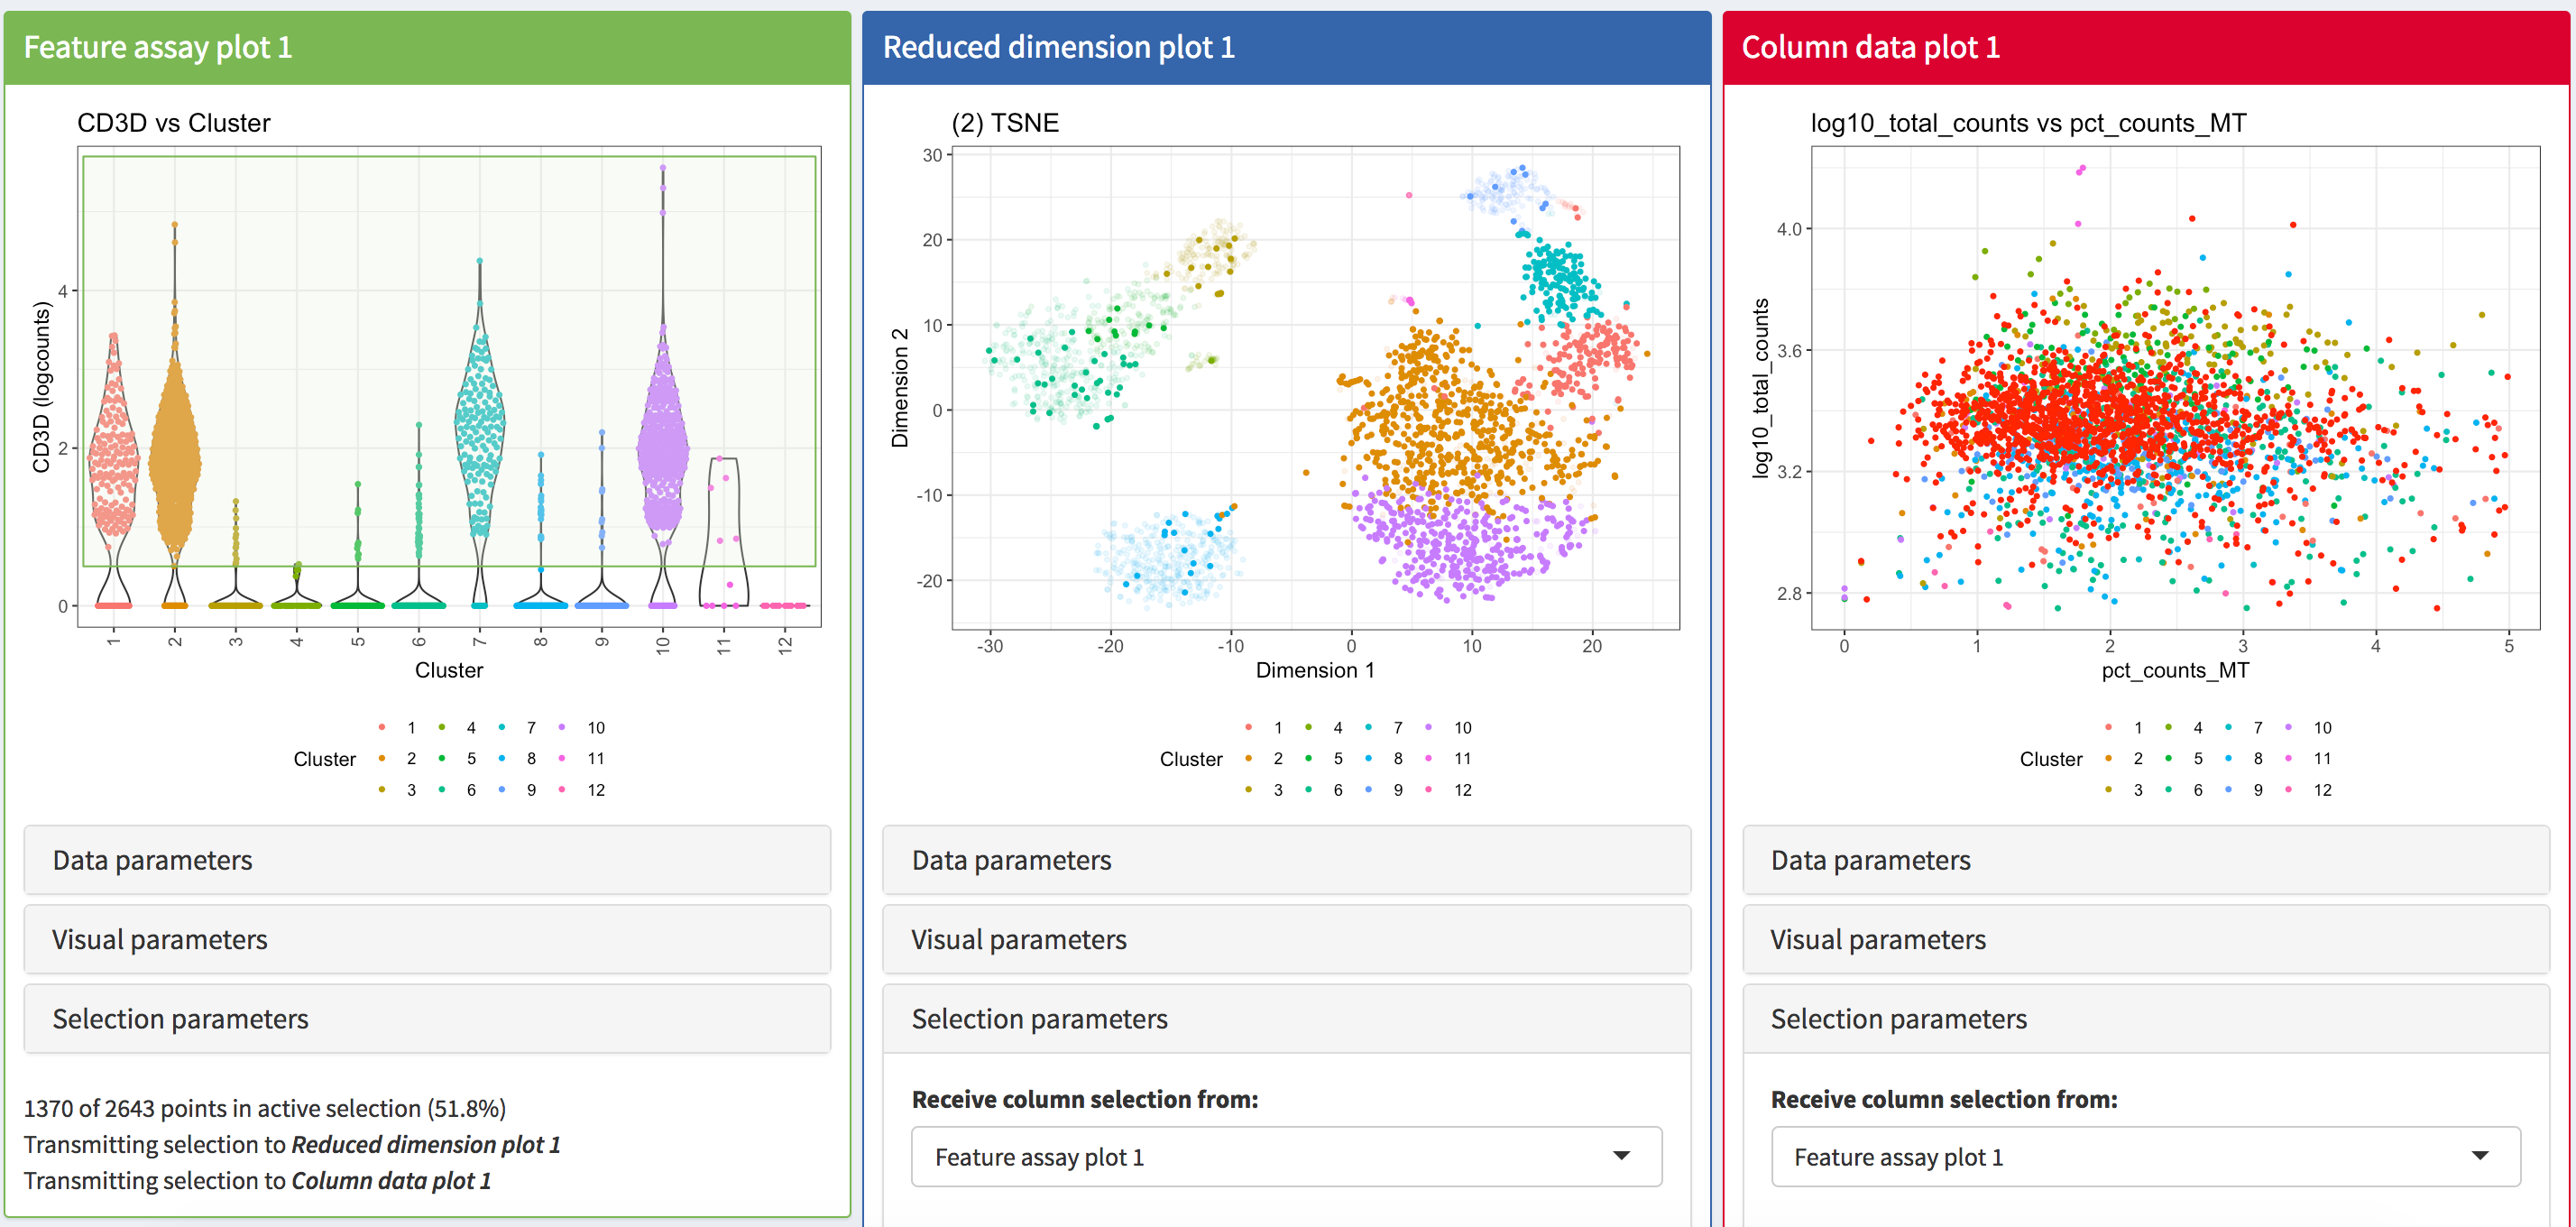 Feature assay plot 1
CD3D vs Cluster
CD3D (logcounts)
4
2
0
1 2 3 4 5 6 7 8 9 10 11 12
Cluster
1 4 7 10
Cluster 2 5 8 11
3 6 9 12
Data parameters
Visual parameters
Selection parameters
1370 of 2643 points in active selection (51.8%)
Transmitting selection to Reduced dimension plot 1
Transmitting selection to Column data plot 1
Reduced dimension plot 1
(2) TSNE
Dimension 2
30
20
10
0
-10
-20
-30 -20 -10 0 10 20
Dimension 1
1 4 7 10
Cluster 2 5 8 11
3 6 9 12
Data parameters
Visual parameters
Selection parameters
Receive column selection from:
Feature assay plot 1
Column data plot 1
log10_total_counts vs pct_counts_MT
log10_total_counts
4.0
3.6
3.2
2.8
0 1 2 3 4 5
pct_counts_MT
1 4 7 10
Cluster 2 5 8 11
3 6 9 12
Data parameters
Visual parameters
Selection parameters
Receive column selection from:
Feature assay plot 1